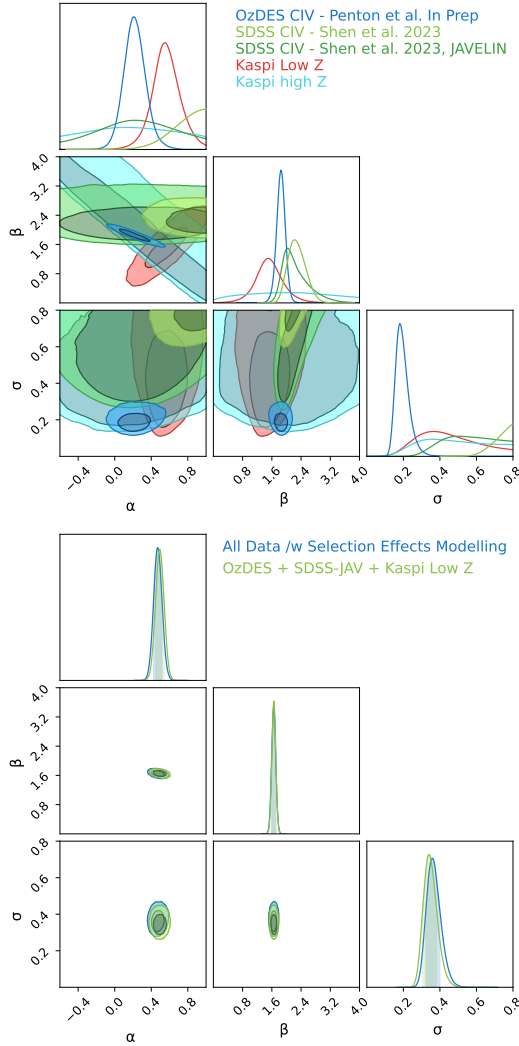 OzDES CIV - Penton et al. In Prep
SDSS CIV - Shen et al. 2023
SDSS CIV - Shen et al. 2023, JAVELIN
Kaspi Low Z
Kaspi high Z
4.0
3.2
2.4
1.6
0.8
β
0.8
0.6
0.4
0.2
σ
−0.4
0.0
0.4
0.8
α
0.8
1.6
2.4
3.2
4.0
β
0.2
0.4
0.6
0.8
σ
All Data /w Selection Effects Modelling
OzDES + SDSS-JAV + Kaspi Low Z
4.0
3.2
2.4
1.6
0.8
β
0.8
0.6
0.4
0.2
σ
−0.4
0.0
0.4
0.8
α
0.8
1.6
2.4
3.2
4.0
β
0.2
0.4
0.6
0.8
σ